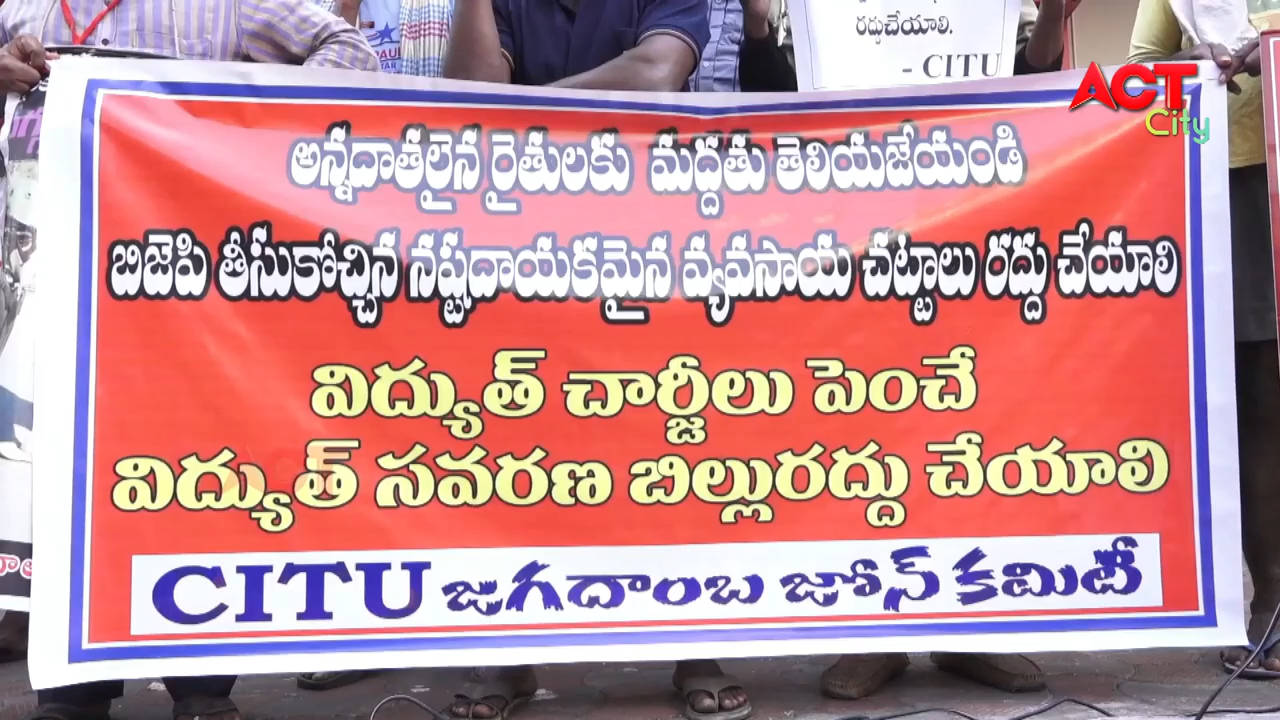 రద్దుచేయాలి.
- CITU
ACT
City
అన్నదాతలైన రైతులకు మద్దతు తెలియజేయండి
బిజెపి తీసుకోచ్చిన నష్టదాయకమైన వ్యవసాయ చట్టాలు రద్దు చేయాలి
విద్యుత్ చార్జీలు పెంచే
విద్యుత్ సవరణ బిల్లురద్దు చేయాలి
CITU జగదాంబ జోన్ కమిటీ